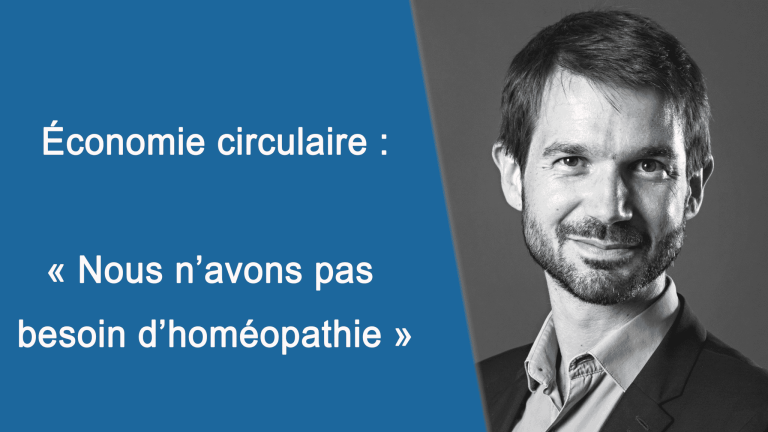 Économie circulaire :
« Nous n’avons pas
besoin d’homéopathie »